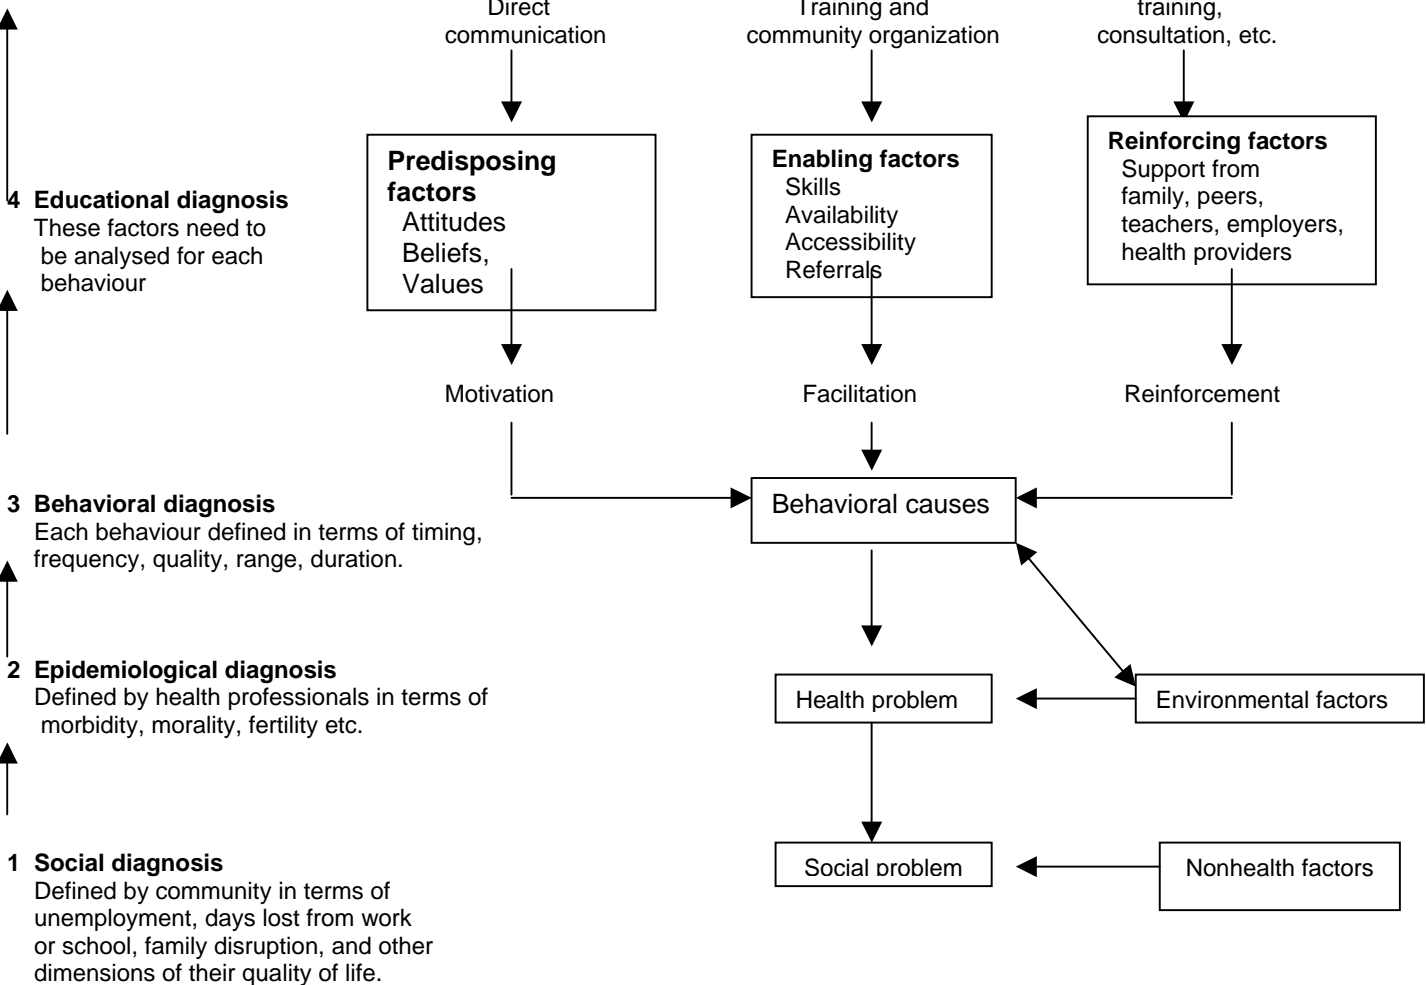 Direct
communication
Training and
community organization
training,
consultation, etc.
4 Educational diagnosis
These factors need to
be analysed for each
behaviour
Predisposing
factors
Attitudes
Beliefs,
Values
Enabling factors
Skills
Availability
Accessibility
Referrals
Reinforcing factors
Support from
family, peers,
teachers, employers,
health providers
Motivation
Facilitation
Reinforcement
3 Behavioral diagnosis
Each behaviour defined in terms of timing,
frequency, quality, range, duration.
Behavioral causes
2 Epidemiological diagnosis
Defined by health professionals in terms of
morbidity, morality, fertility etc.
Health problem
Environmental factors
1 Social diagnosis
Defined by community in terms of
unemployment, days lost from work
or school, family disruption, and other
dimensions of their quality of life.
Social problem
Nonhealth factors